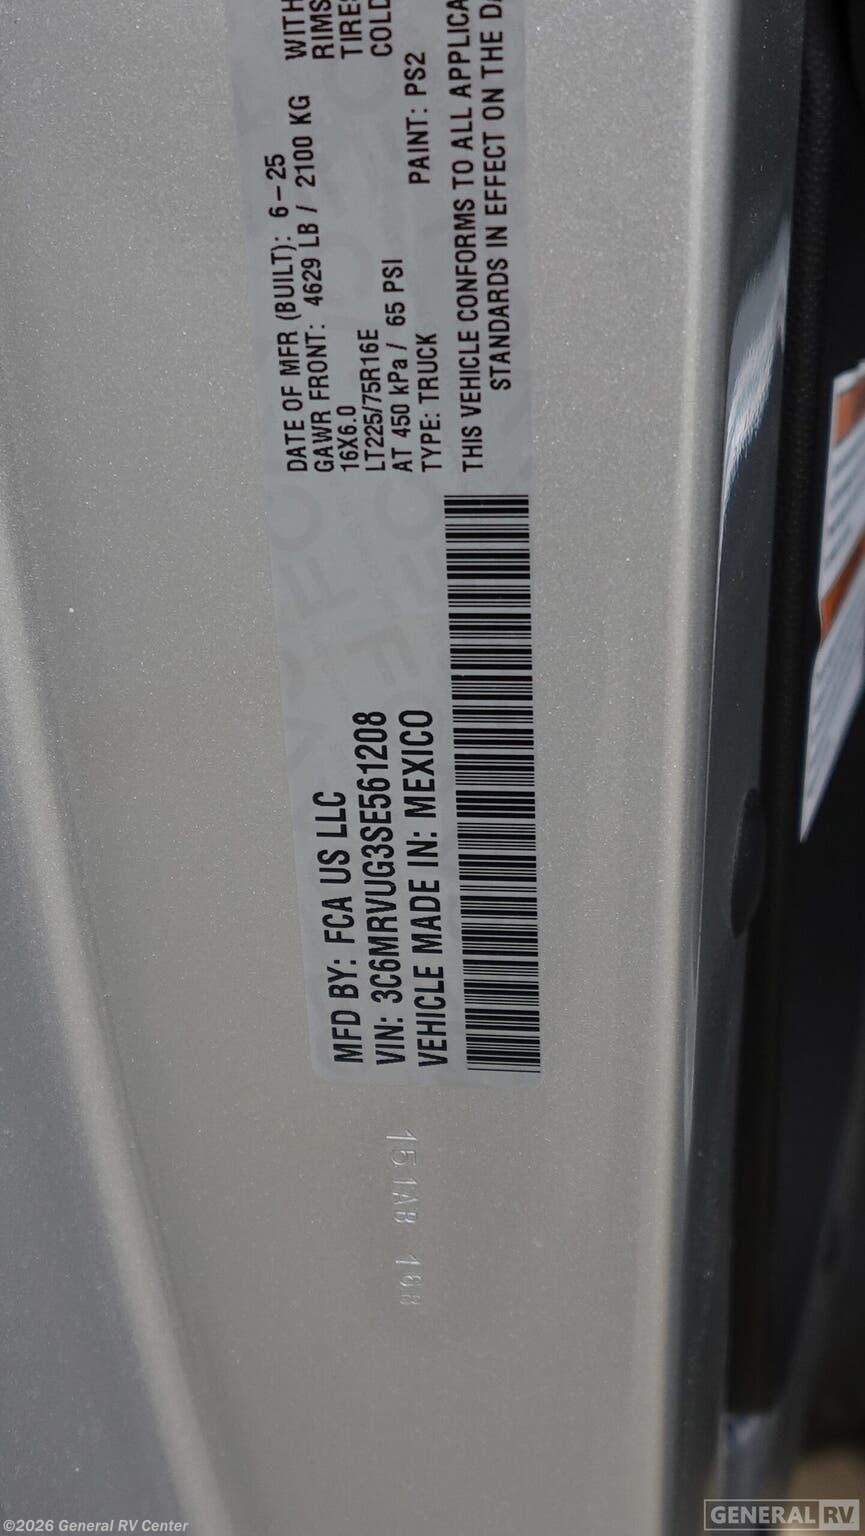 MFD BY: FCA US LLC
VIN: 3C6MRVUG3SE561208
VEHICLE MADE IN: MEXICO
DATE OF MFR (BUILT): 6-25
GAWR FRONT: 4629 LB / 2100 KG WITH
16X6.0 RIMS
LT225/75R16E TIRES
AT 450 kPa / 65 PSI COLD
TYPE: TRUCK PAINT: PS2
THIS VEHICLE CONFORMS TO ALL APPLICA
STANDARDS IN EFFECT ON THE DA
©2026 General RV Center
GENERAL RV